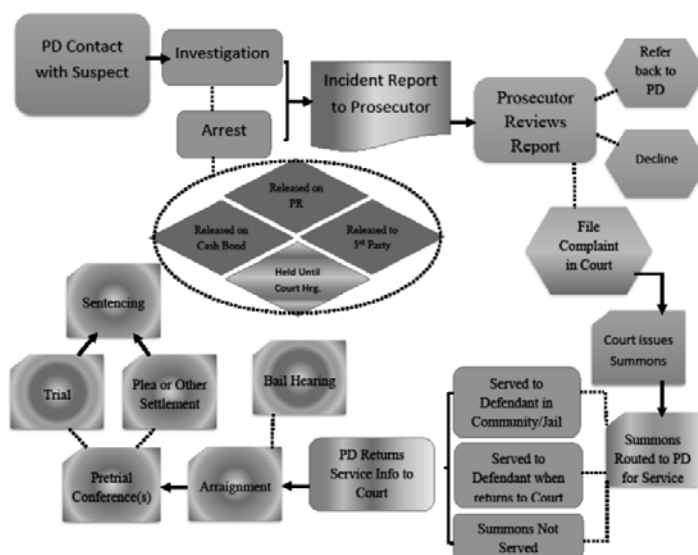 PD Contact
with Suspect
Investigation
Arrest
Incident Report
to Prosecutor
Prosecutor
Reviews
Report
Refer
back to
PD
Decline
File
Complaint
in Court
Released on
PR
Released on
Cash Bond
Released to
3rd Party
Held Until
Court Hrg.
Court issues
Summons
Summons
Routed to PD
for Service
Served to
Defendant in
Community/Jail
Served to
Defendant when
returns to Court
Summons Not
Served
PD Returns
Service Info to
Court
Bail Hearing
Arraignment
Pretrial
Conference(s)
Trial
Plea or Other
Settlement
Sentencing